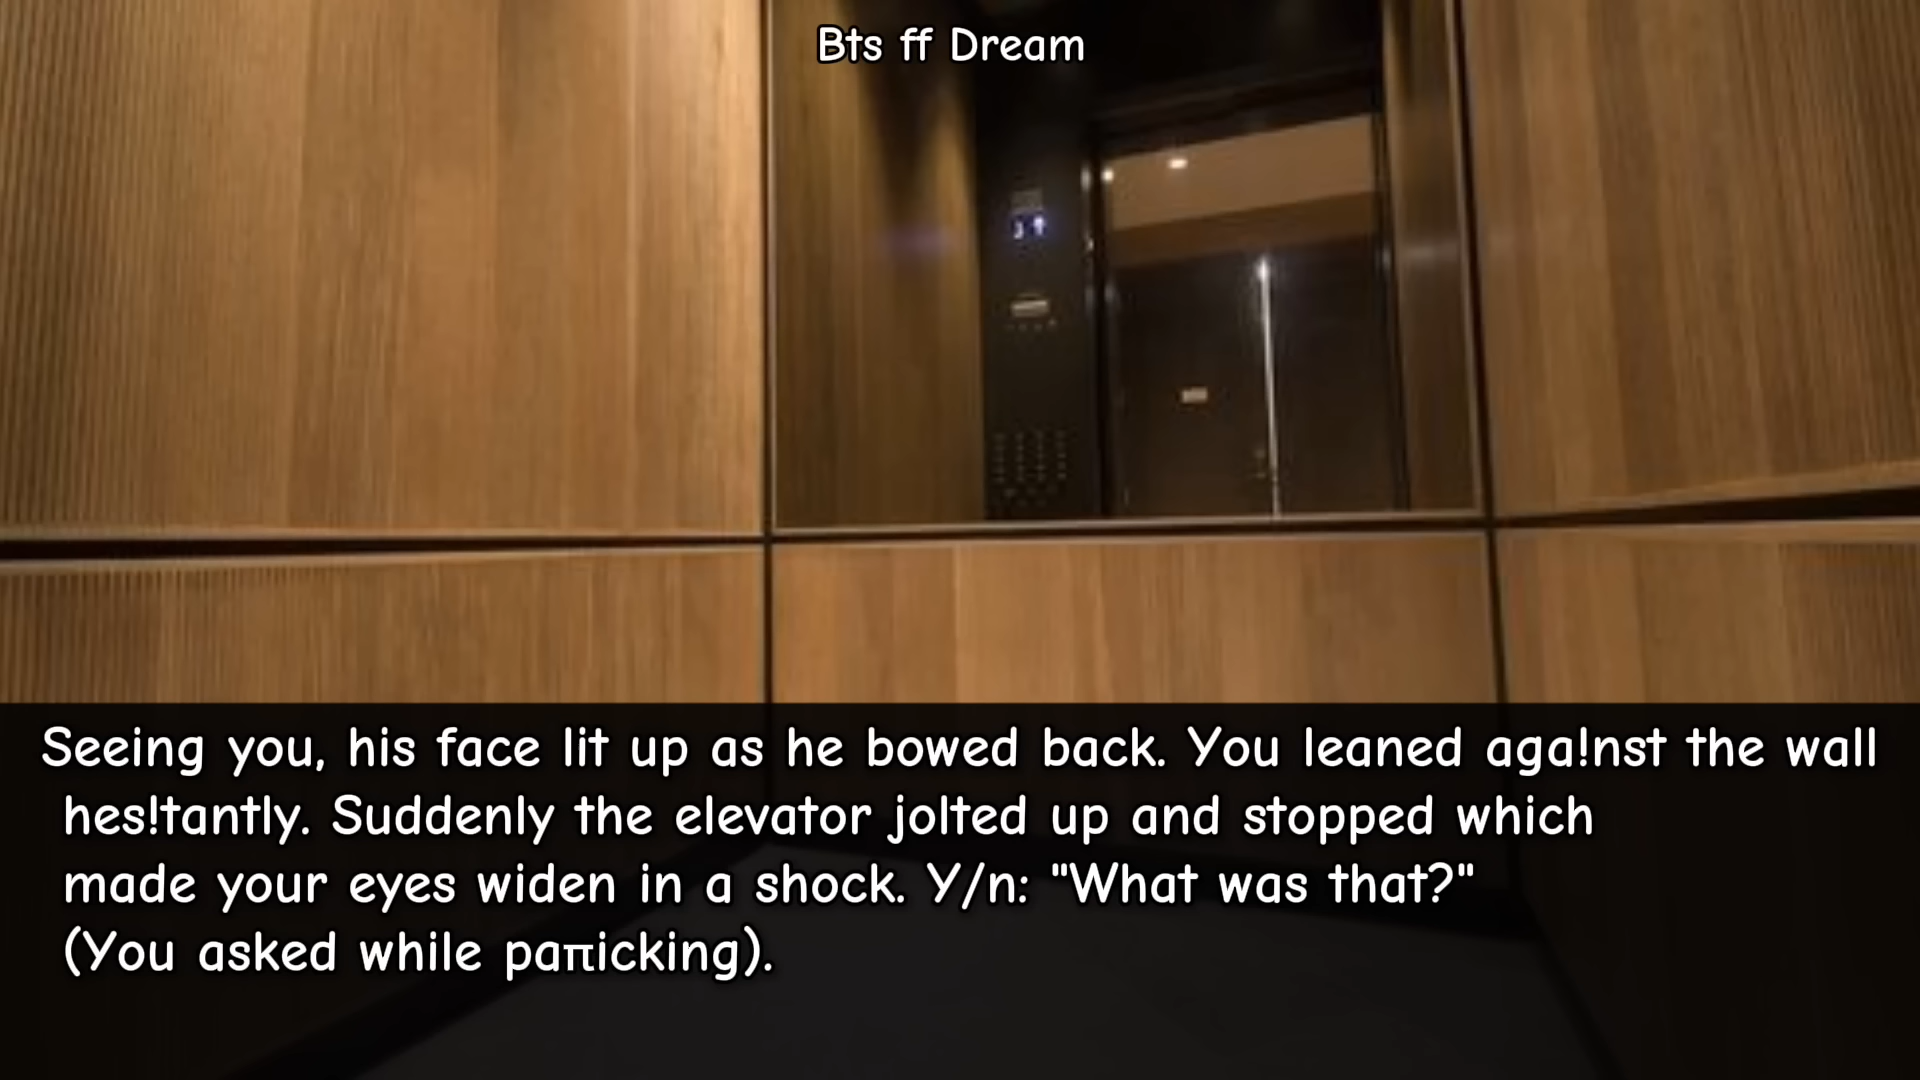 Bts ff Dream
Seeing you, his face lit up as he bowed back. You leaned aga!nst the wall
hes!tantly. Suddenly the elevator jolted up and stopped which
made your eyes widen in a shock. Y/n: "What was that?"
(You asked while paπicking).